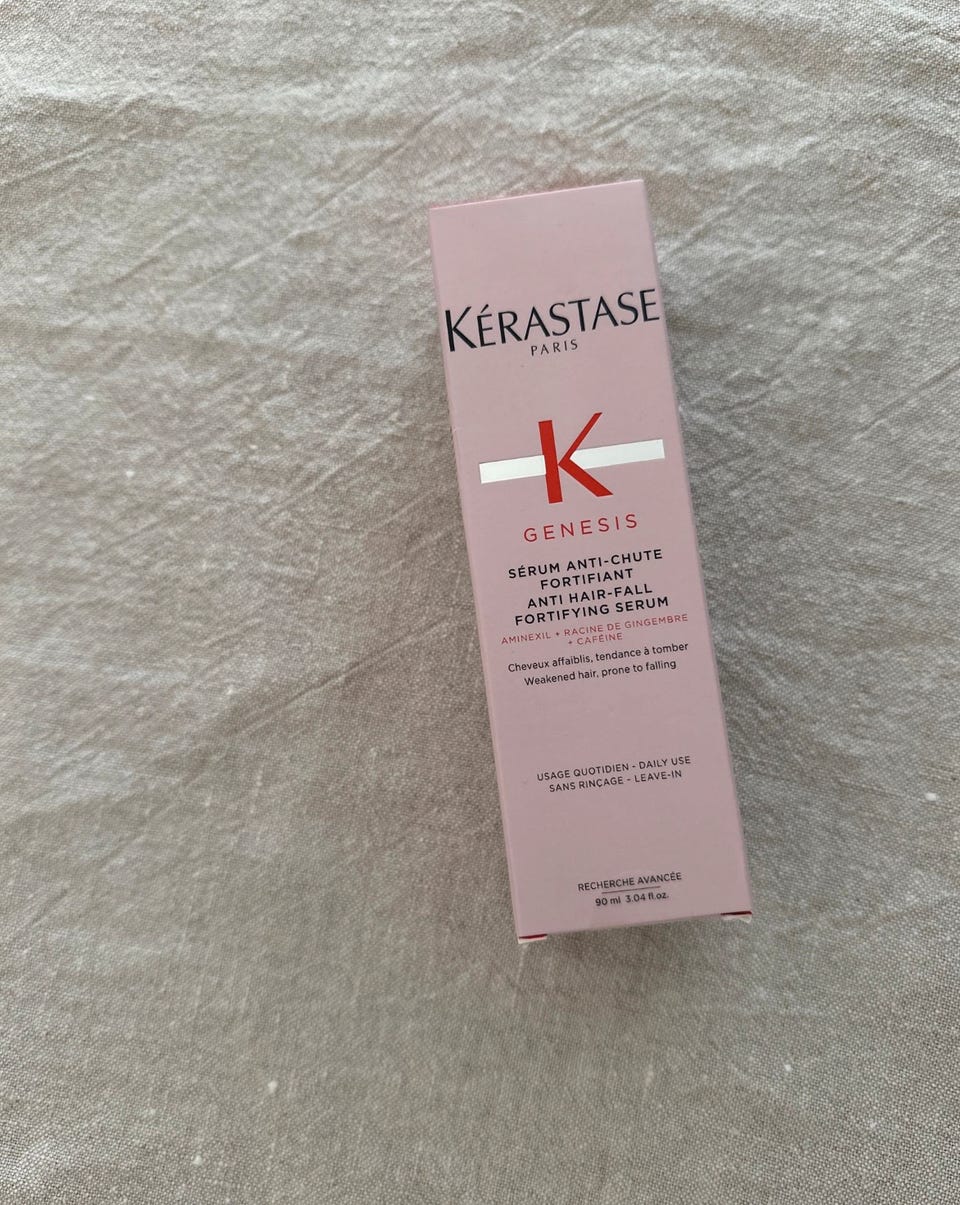 KÉRASTASE
PARIS
K
GENESIS
SÉRUM ANTI-CHUTE
FORTIFIANT
ANTI HAIR-FALL
FORTIFYING SERUM
AMINEXIL + RACINE DE GINGEMBRE
+ CAFÉINE
Cheveux affaiblis, tendance à tomber
Weakened hair, prone to falling
USAGE QUOTIDIEN - DAILY USE
SANS RINÇAGE - LEAVE-IN
RECHERCHE AVANCÉE
90 ml 3.04 fl.oz.